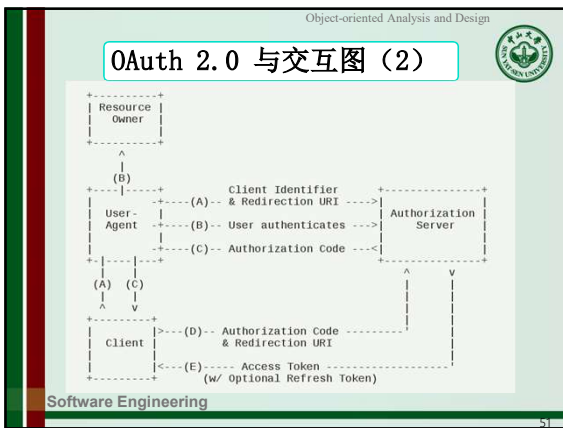 Object-oriented Analysis and Design
OAuth 2.0 与交互图（2）
Resource
Owner
(B)
Client Identifier
(A)-- & Redirection URI
User-
Agent
(B)-- User authenticates
Authorization
Server
(C)-- Authorization Code
(A) (C)
(D)-- Authorization Code
Client
& Redirection URI
(E)-- Access Token
(w/ Optional Refresh Token)
Software Engineering
51